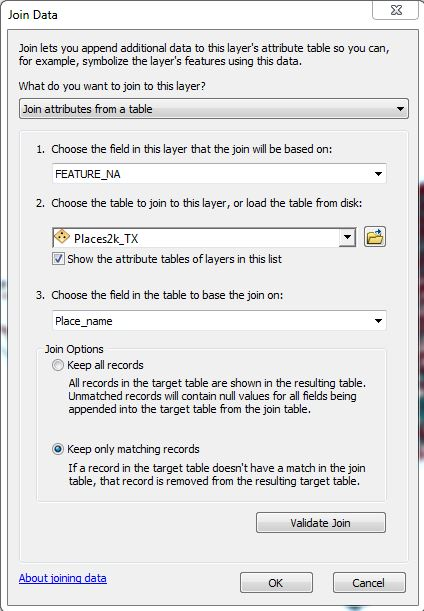 Join Data
Join lets you append additional data to this layer's attribute table so you can,
for example, symbolize the layer's features using this data.
What do you want to join to this layer?
Join attributes from a table
1. Choose the field in this layer that the join will be based on:
FEATURE_NA
2. Choose the table to join to this layer, or load the table from disk:
Places2k_TX
Show the attribute tables of layers in this list
3. Choose the field in the table to base the join on:
Place_name
Join Options
Keep all records
All records in the target table are shown in the resulting table.
Unmatched records will contain null values for all fields being
appended into the target table from the join table.
Keep only matching records
If a record in the target table doesn't have a match in the join
table, that record is removed from the resulting target table.
Validate Join
About joining data
OK
Cancel